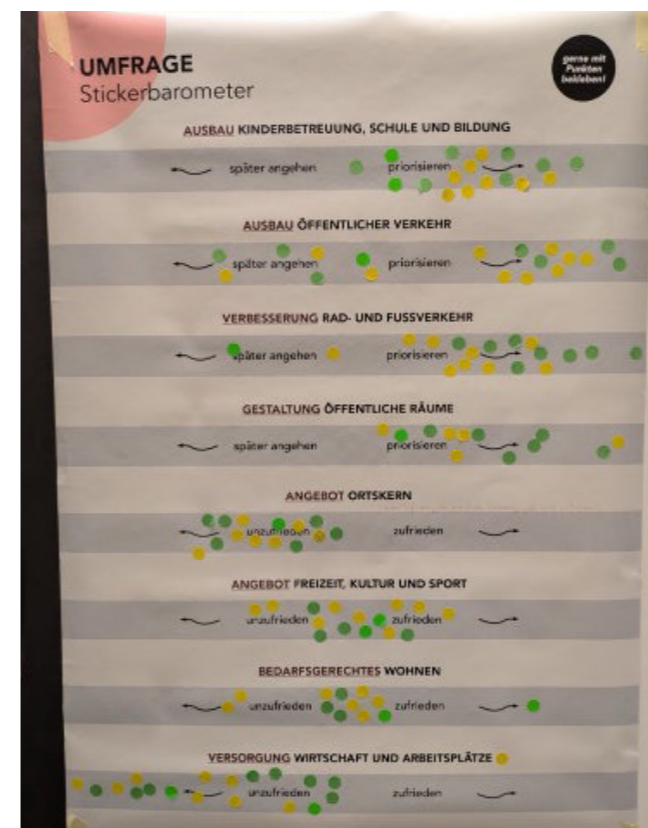 UMFRAGE
Stickerbarometer
gerne mit
Punkten
bekleben!
AUSBAU KINDERBETREUUNG, SCHULE UND BILDUNG
später angehen priorisieren
AUSBAU ÖFFENTLICHER VERKEHR
später angehen priorisieren
VERBESSERUNG RAD- UND FUSSVERKEHR
später angehen priorisieren
GESTALTUNG ÖFFENTLICHE RÄUME
später angehen priorisieren
ANGEBOT ORTSKERN
unzufrieden zufrieden
ANGEBOT FREIZEIT, KULTUR UND SPORT
unzufrieden zufrieden
BEDARFSGERECHTES WOHNEN
unzufrieden zufrieden
VERSORGUNG WIRTSCHAFT UND ARBEITSPLÄTZE
unzufrieden zufrieden